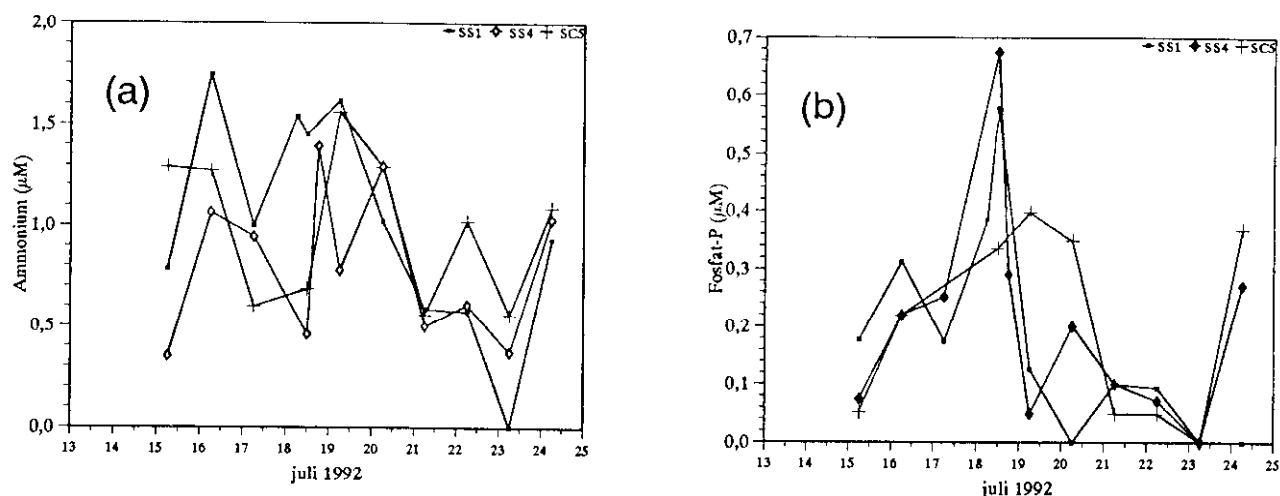 2,0
SS1 SS4 SC5
(a)
1,5
Ammonium (µM)
1,0
0,5
0,0
13 14 15 16 17 18 19 20 21 22 23 24 25
juli 1992
0,7
SS1 SS4 SC5
0,6
(b)
0,5
Fosfat-P (µM)
0,4
0,3
0,2
0,1
0,0
13 14 15 16 17 18 19 20 21 22 23 24 25
juli 1992